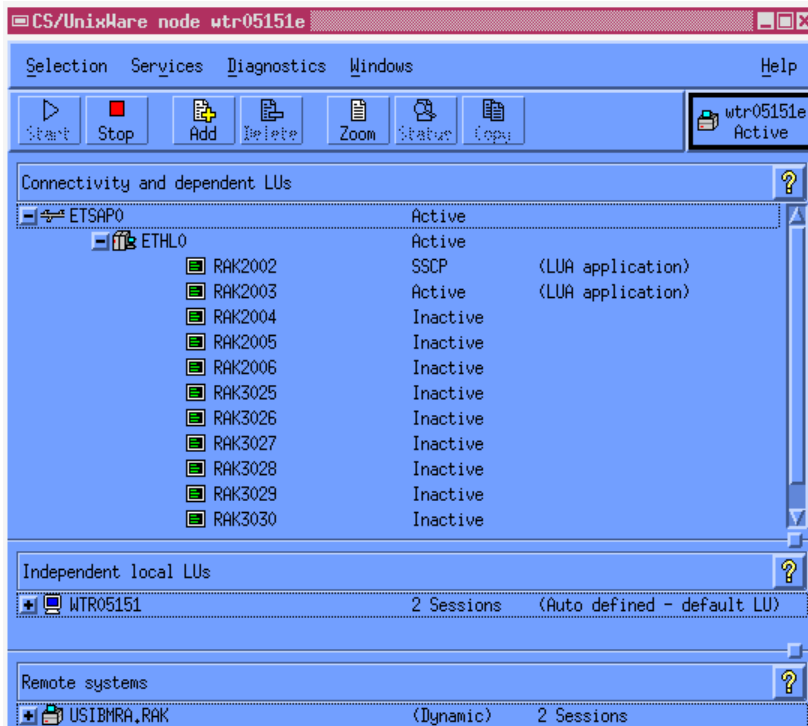 CS/UnixWare node wtr05151e
Selection Services Diagnostics Windows Help
Start Stop Add Delete Zoom Status Copy wtr05151e Active
Connectivity and dependent LUs ?
ETSAP0 Active
ETHL0 Active
RAK2002 SSCP (LUA application)
RAK2003 Active (LUA application)
RAK2004 Inactive
RAK2005 Inactive
RAK2006 Inactive
RAK3025 Inactive
RAK3026 Inactive
RAK3027 Inactive
RAK3028 Inactive
RAK3029 Inactive
RAK3030 Inactive
Independent local LUs ?
WTR05151 2 Sessions (Auto defined - default LU)
Remote systems ?
USIBMRA.RAK (Dynamic) 2 Sessions